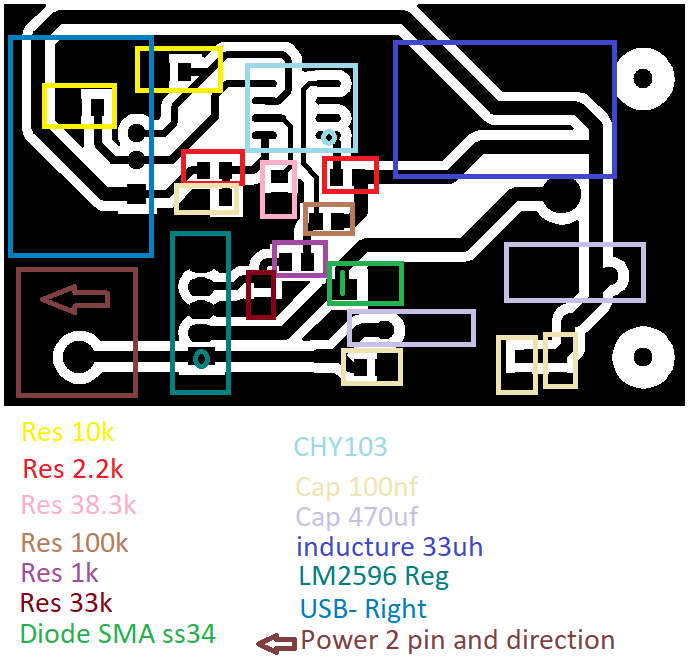 Res 10k
Res 2.2k
Res 38.3k
Res 100k
Res 1k
Res 33k
Diode SMA ss34
CHY103
Cap 100nf
Cap 470uf
inducture 33uh
LM2596 Reg
USB- Right
Power 2 pin and direction